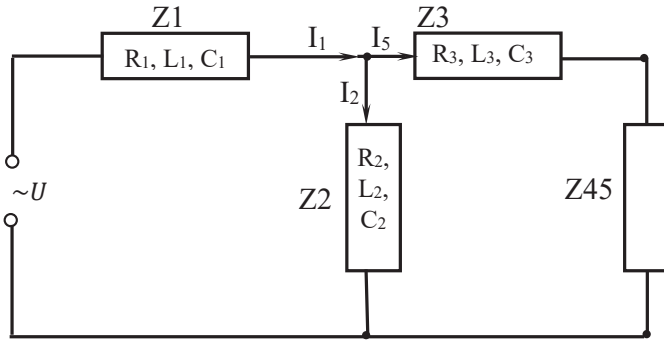 Z1
R₁, L₁, C₁
I₁
I₅
Z3
R₃, L₃, C₃
I₂
~U
Z2
R₂,
L₂,
C₂
Z45